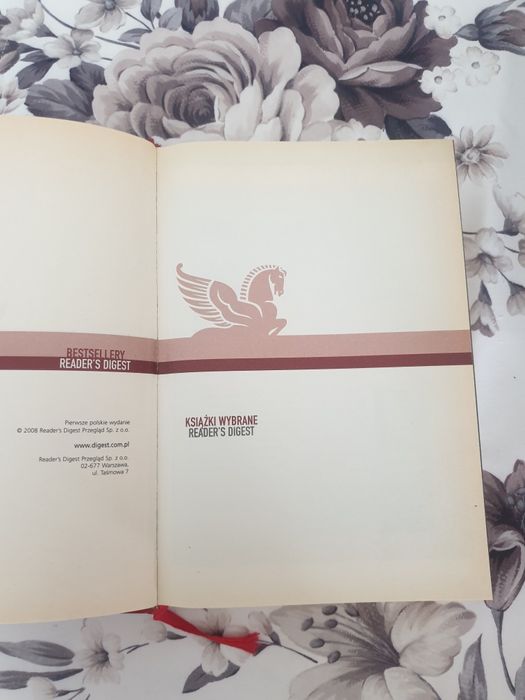 BESTSELLERY
READER'S DIGEST
Pierwsze polskie wydanie
© 2008 Reader's Digest Przegląd Sp. z o.o.
www.digest.com.pl
Reader's Digest Przegląd Sp. z o.o.
02-677 Warszawa,
ul. Taśmowa 7
KSIĄŻKI WYBRANE
READER'S DIGEST